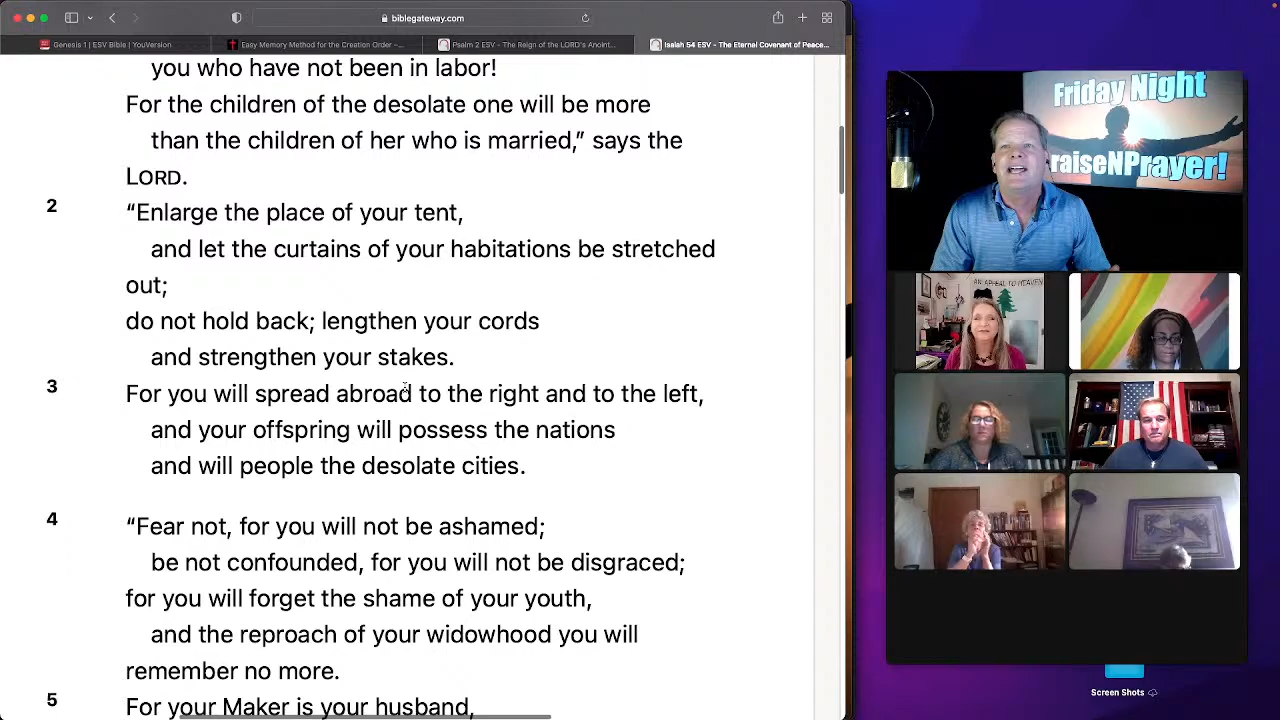 biblegateway.com
Genesis 1 | ESV Bible | YouVersion
Easy Memory Method for the Creation Order –...
Psalm 2 ESV - The Reign of the LORD's Anoint...
Isaiah 54 ESV - The Eternal Covenant of Peace...
you who have not been in labor!
For the children of the desolate one will be more
than the children of her who is married,” says the
LORD.
2 “Enlarge the place of your tent,
and let the curtains of your habitations be stretched
out;
do not hold back; lengthen your cords
and strengthen your stakes.
3 For you will spread abroad to the right and to the left,
and your offspring will possess the nations
and will people the desolate cities.
4 “Fear not, for you will not be ashamed;
be not confounded, for you will not be disgraced;
for you will forget the shame of your youth,
and the reproach of your widowhood you will
remember no more.
5 For your Maker is your husband,
Friday Night
raiseNPrayer!
AN APPEAL TO HEAVEN
Screen Shots